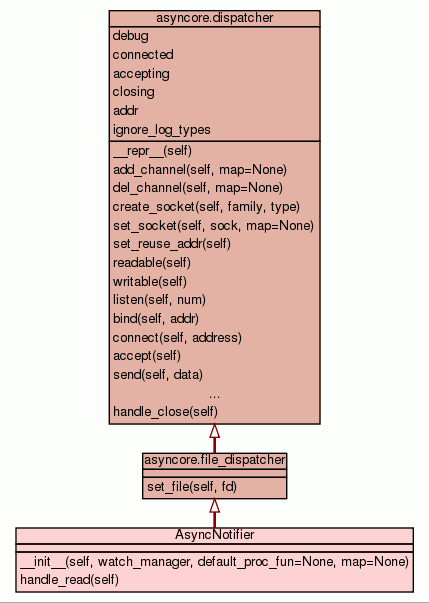 asyncore.dispatcher
debug
connected
accepting
closing
addr
ignore_log_types
__repr__(self)
add_channel(self, map=None)
del_channel(self, map=None)
create_socket(self, family, type)
set_socket(self, sock, map=None)
set_reuse_addr(self)
readable(self)
writable(self)
listen(self, num)
bind(self, addr)
connect(self, address)
accept(self)
send(self, data)
...
handle_close(self)
asyncore.file_dispatcher
set_file(self, fd)
AsyncNotifier
__init__(self, watch_manager, default_proc_fun=None, map=None)
handle_read(self)